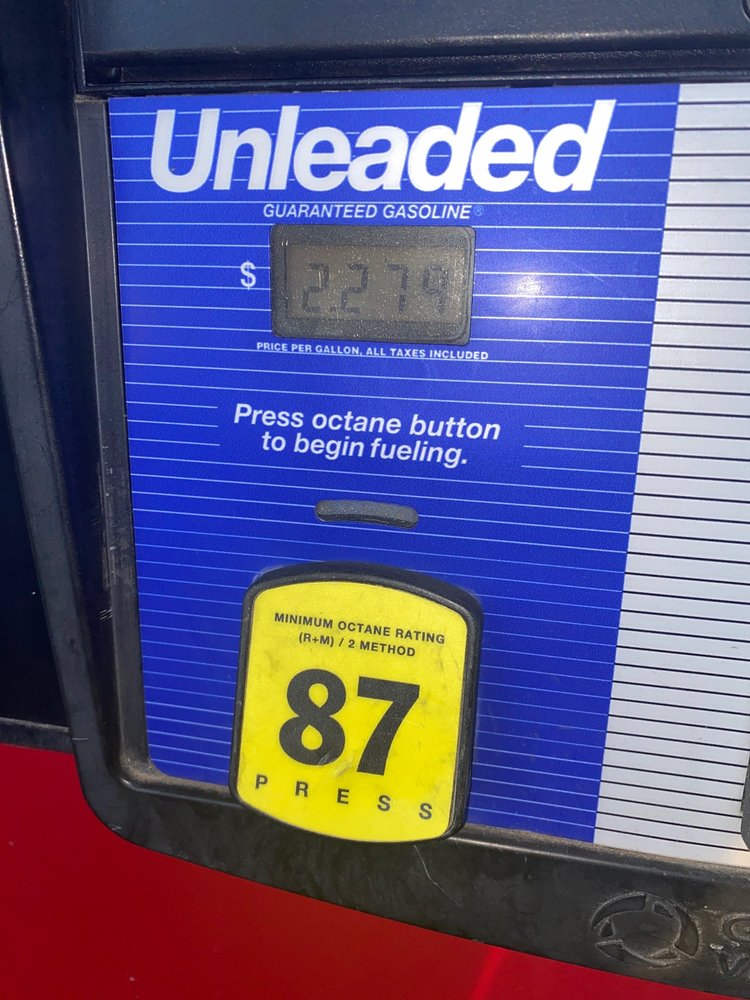 Unleaded
GUARANTEED GASOLINE®
$ 2.279
PRICE PER GALLON, ALL TAXES INCLUDED
Press octane button
to begin fueling.
MINIMUM OCTANE RATING
(R+M) / 2 METHOD
87
PRESS